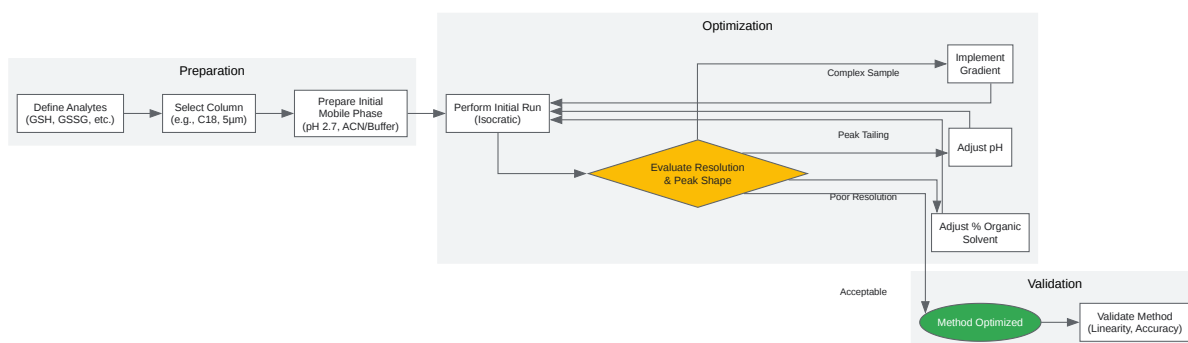 Optimization
Preparation
Implement
Gradient
Complex Sample
Define Analytes
(GSH, GSSG, etc.)
Select Column
(e.g., C18, 5µm)
Prepare Initial
Mobile Phase
(pH 2.7, ACN/Buffer)
Perform Initial Run
(Isocratic)
Peak Tailing
Adjust pH
Evaluate Resolution
& Peak Shape
Poor Resolution
Adjust % Organic
Solvent
Acceptable
Validation
Method Optimized
Validate Method
(Linearity, Accuracy)